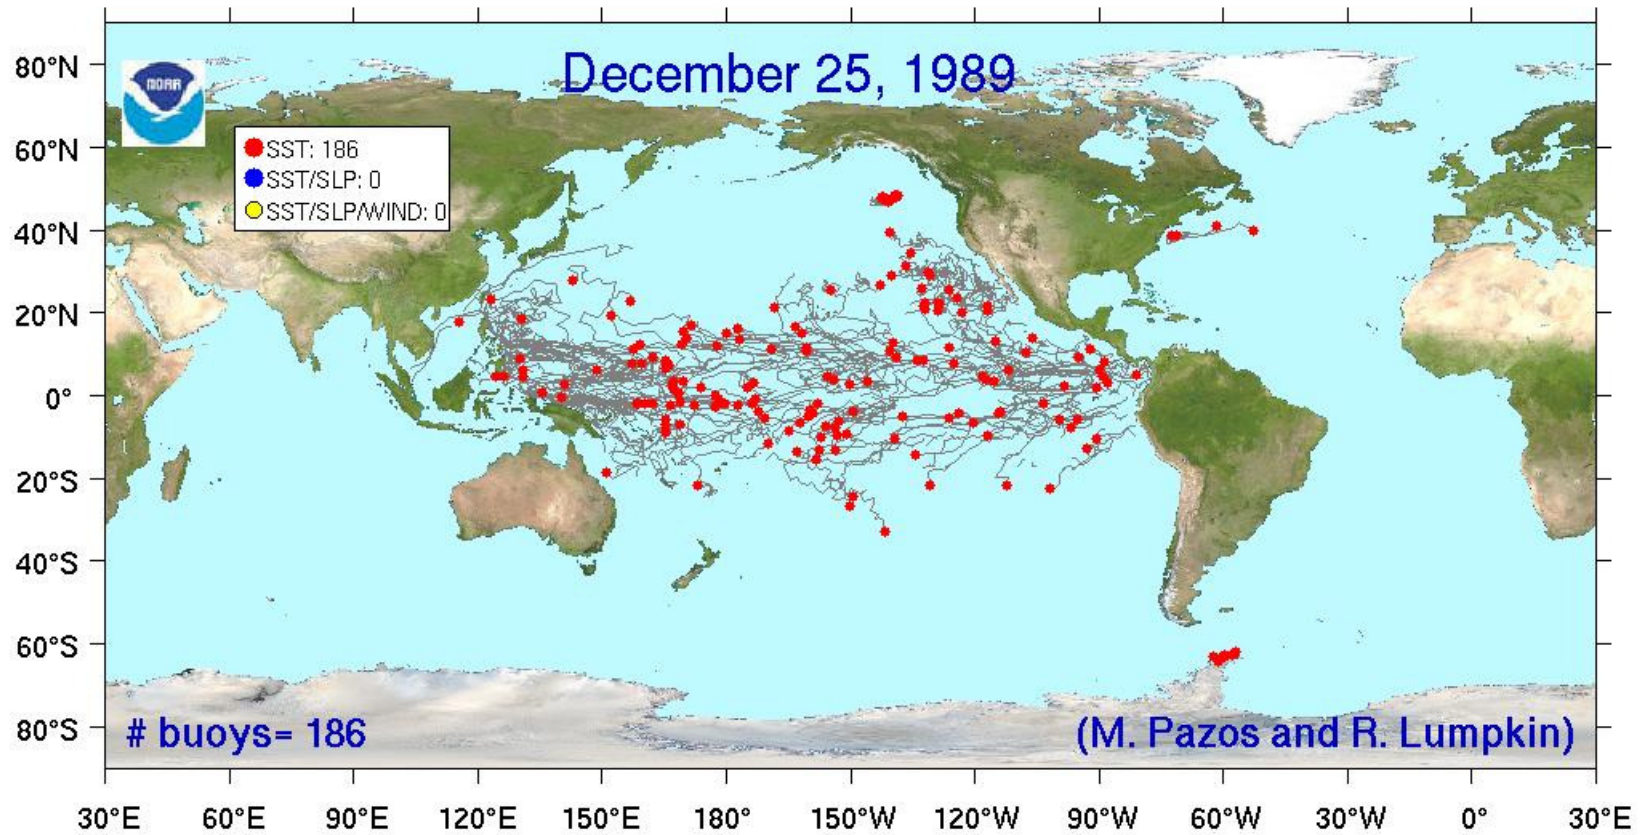 December 25, 1989
NOAA
SST: 186
SST/SLP: 0
SST/SLP/WIND: 0
80°N
60°N
40°N
20°N
0°
20°S
40°S
60°S
80°S
# buoys= 186
(M. Pazos and R. Lumpkin)
30°E 60°E 90°E 120°E 150°E 180° 150°W 120°W 90°W 60°W 30°W 0° 30°E